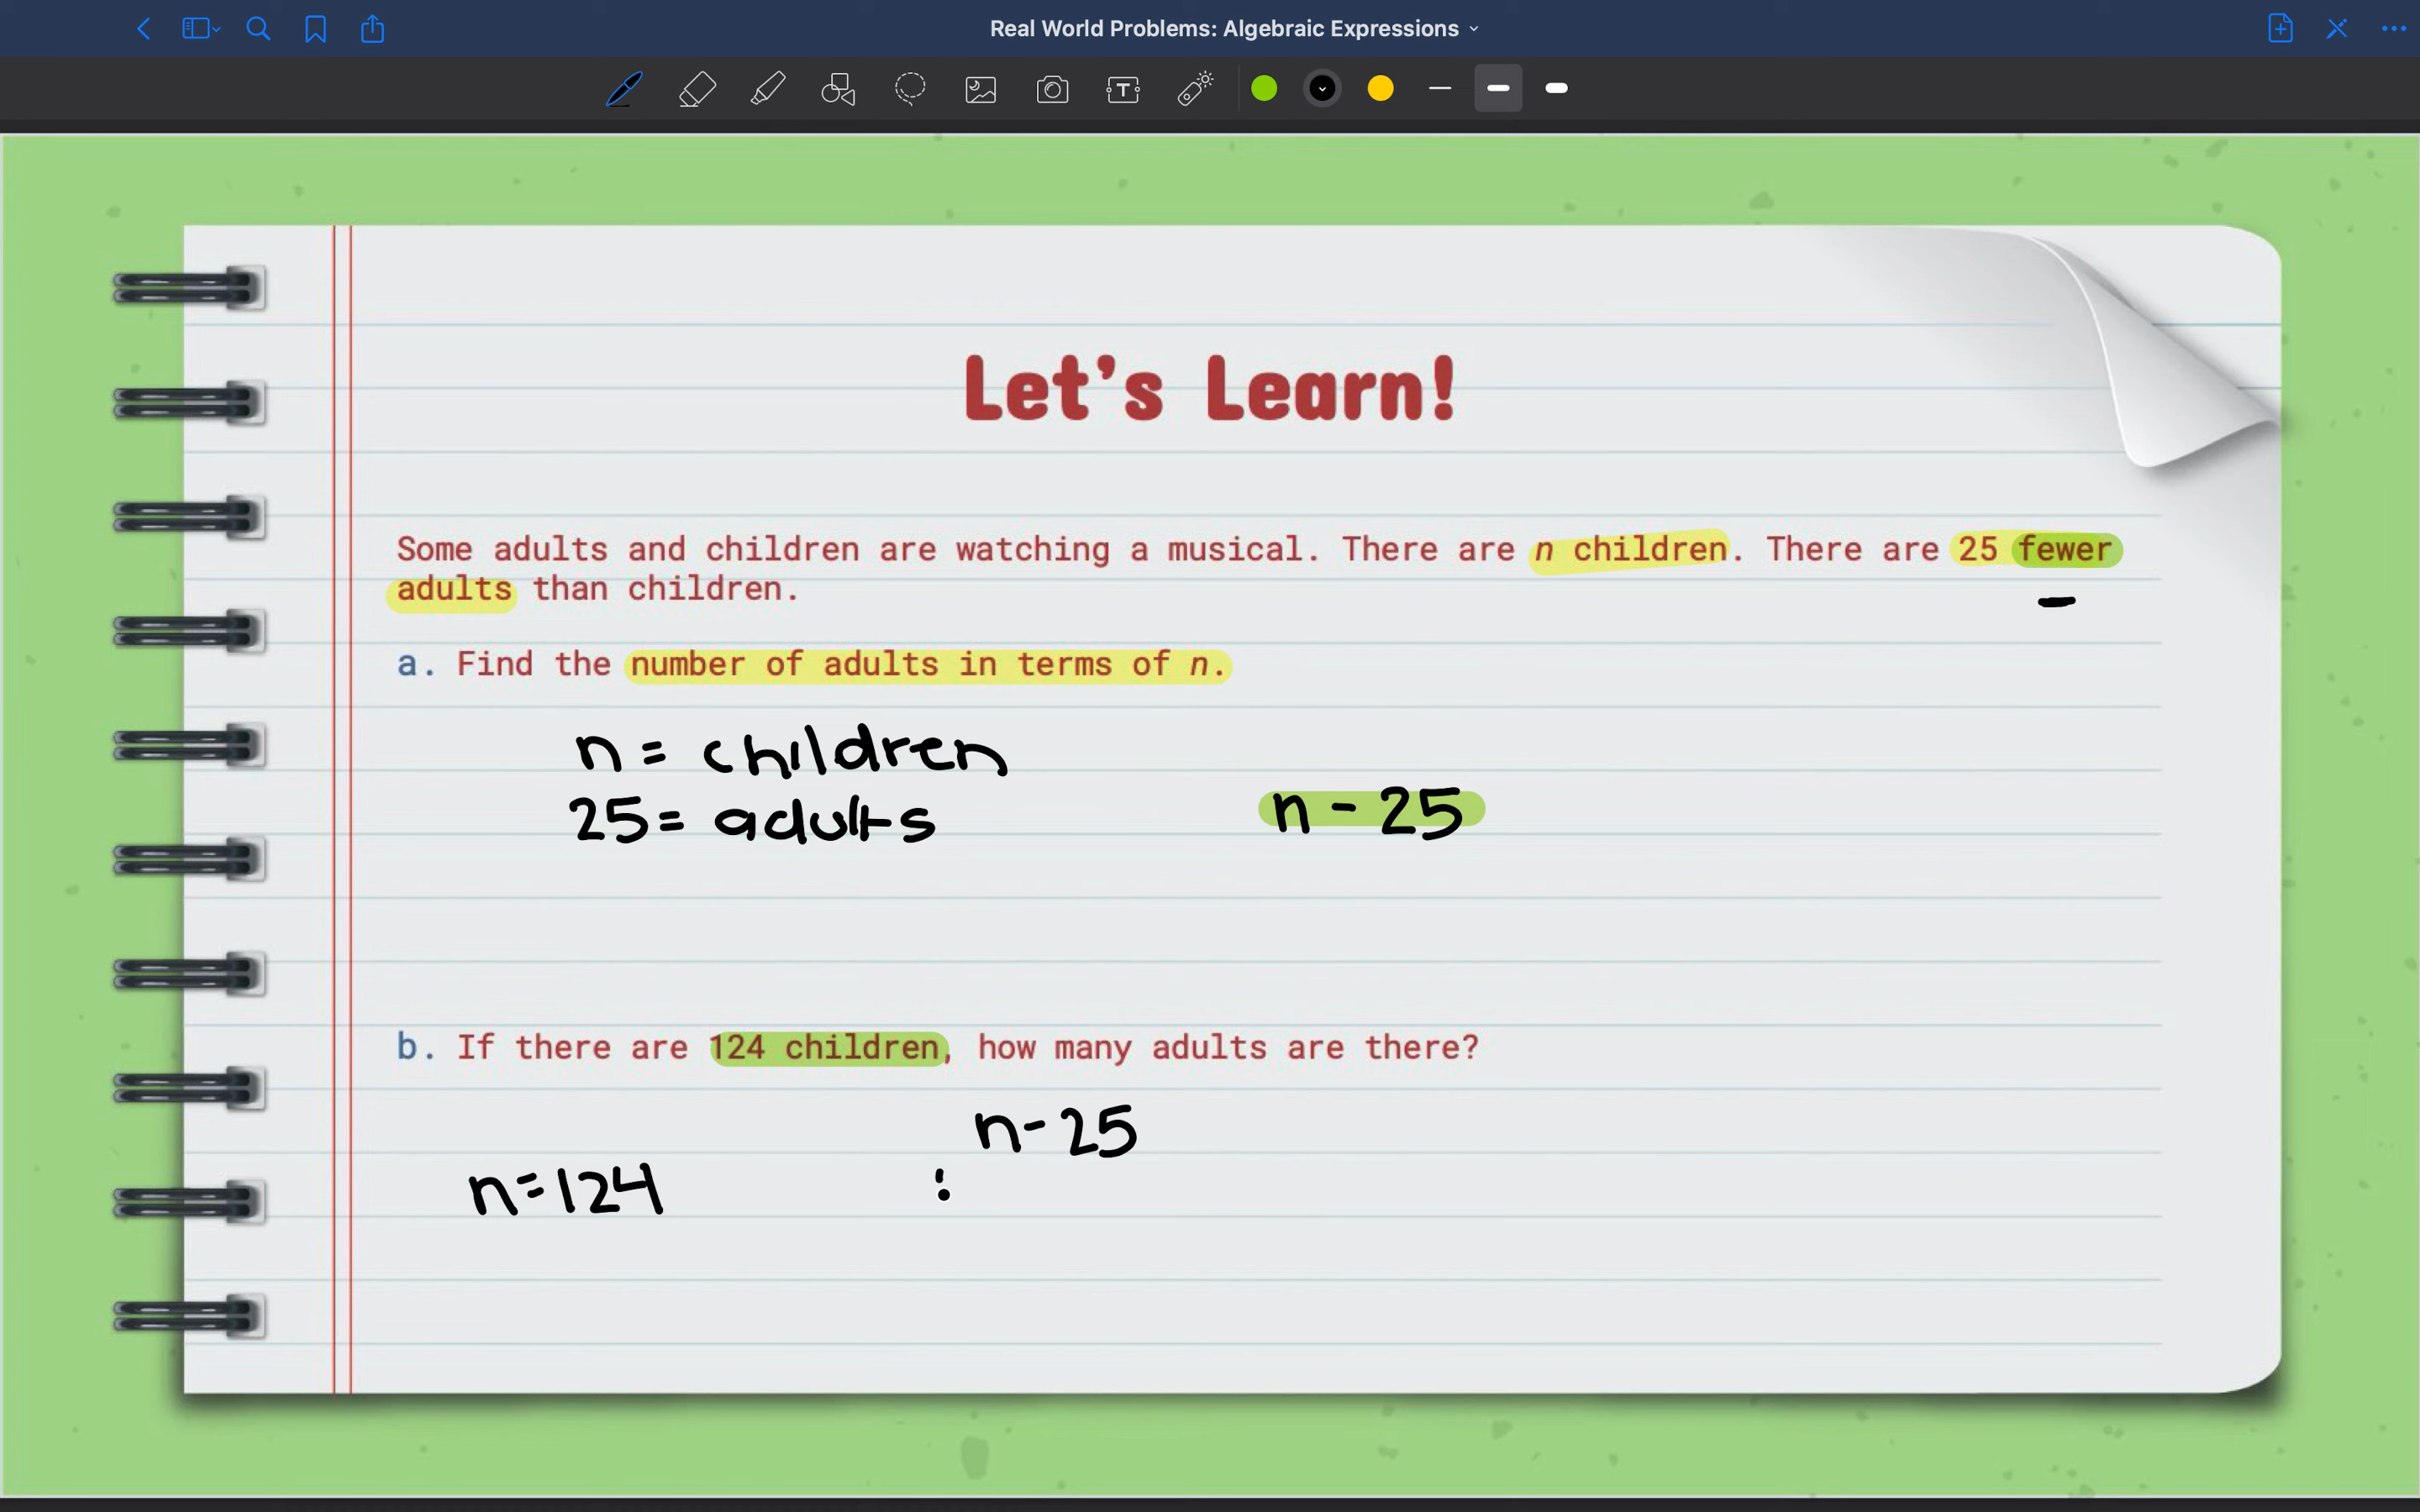 Real World Problems: Algebraic Expressions
T
Let's Learn!
Some adults and children are watching a musical. There are n children. There are 25 fewer
adults than children.
–
a. Find the number of adults in terms of n.
n = children
25 = adults
n - 25
b. If there are 124 children, how many adults are there?
n - 25
n = 124
: